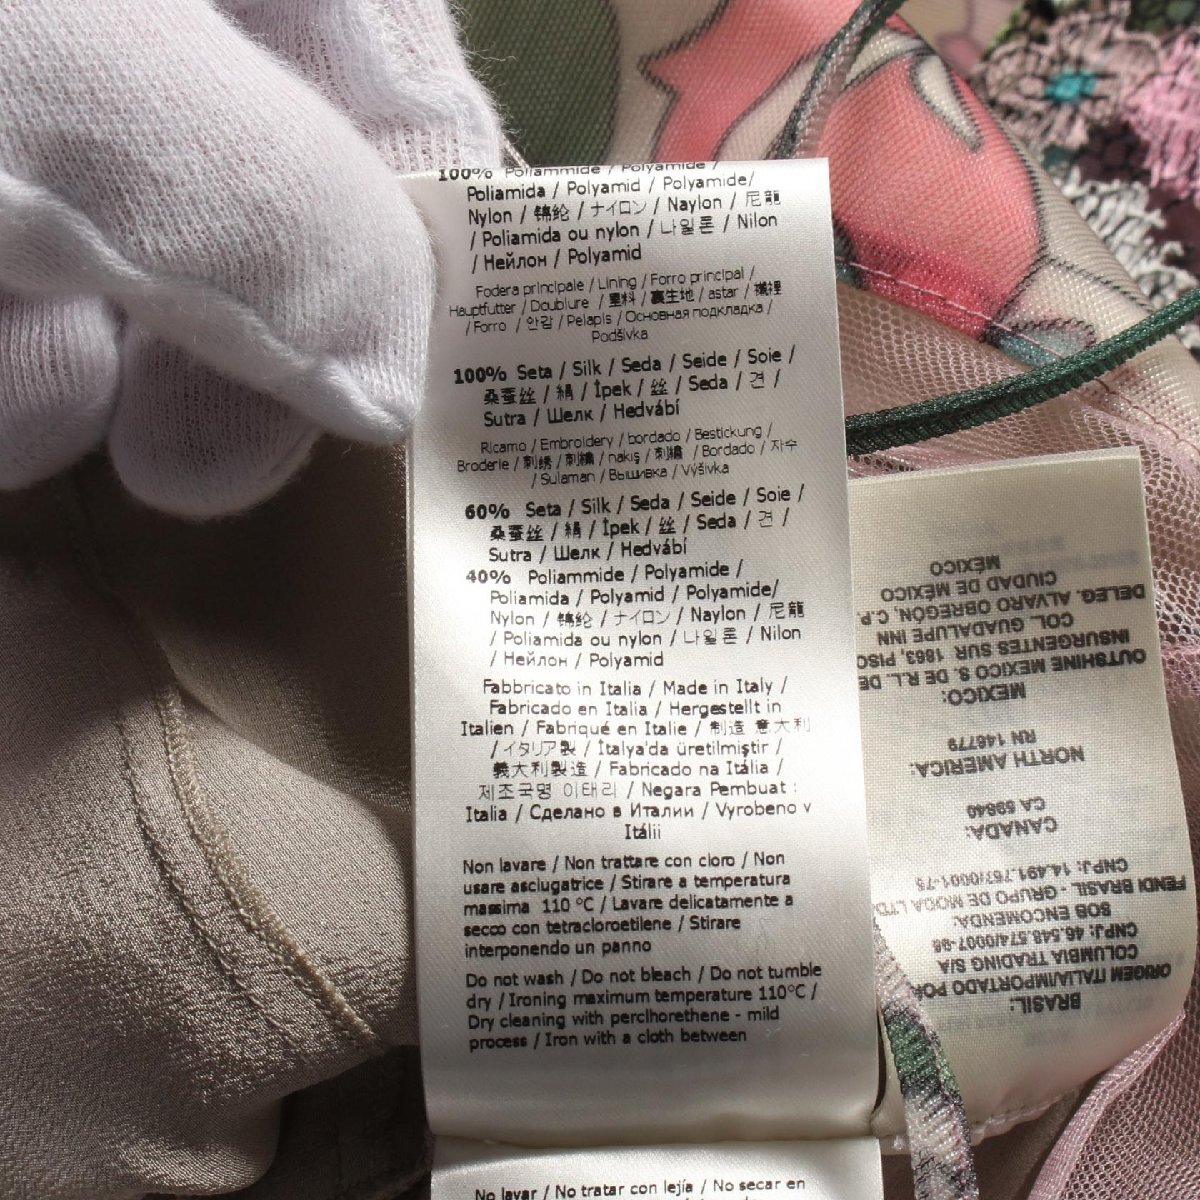 100% Poliammide / Polyamide /
Poliamida / Polyamid / Polyamide/
Nylon / 锦纶 / ナイロン / Naylon / 尼龍
/ Poliamida ou nylon / 나일론 / Nilon
/ Нейлон / Polyamid
Fodera principale / Lining / Forro principal /
Hauptfutter / Doublure / 里料 / 裏生地 / astar / 襯裡
/ Forro / 안감 / Pelapis / Основная подкладка /
Podšívka
100% Seta / Silk / Seda / Seide / Soie /
桑蚕丝 / 絹 / İpek / 丝 / Seda / 견 /
Sutra / Шелк / Hedvábí
Ricamo / Embroidery / bordado / Bestickung /
Broderie / 刺绣 / 刺繍 / nakış / 刺繡 / Bordado / 자수
/ Sulaman / Вышивка / Výšivka
60% Seta / Silk / Seda / Seide / Soie /
桑蚕丝 / 絹 / İpek / 丝 / Seda / 견 /
Sutra / Шелк / Hedvábí
40% Poliammide / Polyamide /
Poliamida / Polyamid / Polyamide/
Nylon / 锦纶 / ナイロン / Naylon / 尼龍
/ Poliamida ou nylon / 나일론 / Nilon
/ Нейлон / Polyamid
Fabbricato in Italia / Made in Italy /
Fabricado en Italia / Hergestellt in
Italien / Fabriqué en Italie / 制造 意大利
/ イタリア製 / İtalya'da üretilmiştir /
義大利製造 / Fabricado na Itália /
제조국명 이태리 / Negara Pembuat :
Italia / Сделано в Италии / Vyrobeno v
Itálii
Non lavare / Non trattare con cloro / Non
usare asciugatrice / Stirare a temperatura
massima 110 °C / Lavare delicatamente a
secco con tetracloroetilene / Stirare
interponendo un panno
Do not wash / Do not bleach / Do not tumble
dry / Ironing maximum temperature 110°C /
Dry cleaning with perclhorethene - mild
process / Iron with a cloth between
No lavar / No tratar con lejía / No secar en
BRASIL:
ORIGEM ITALIA/IMPORTADO POR
COLUMBIA TRADING S/A
CNPJ: 46.548.574/0007-98
SOB ENCOMENDA:
FENDI BRASIL - GRUPO DE MODA LTD
CNPJ: 14.491.767/0001-75
CANADA:
CA 59840
NORTH AMERICA:
RN 146779
MEXICO:
OUTSHINE MEXICO S. DE R.L. DE
INSURGENTES SUR 1863, PISO
COL. GUADALUPE INN
DELEG. ALVARO OBREGÓN, C.P.
CIUDAD DE MÉXICO
MÉXICO